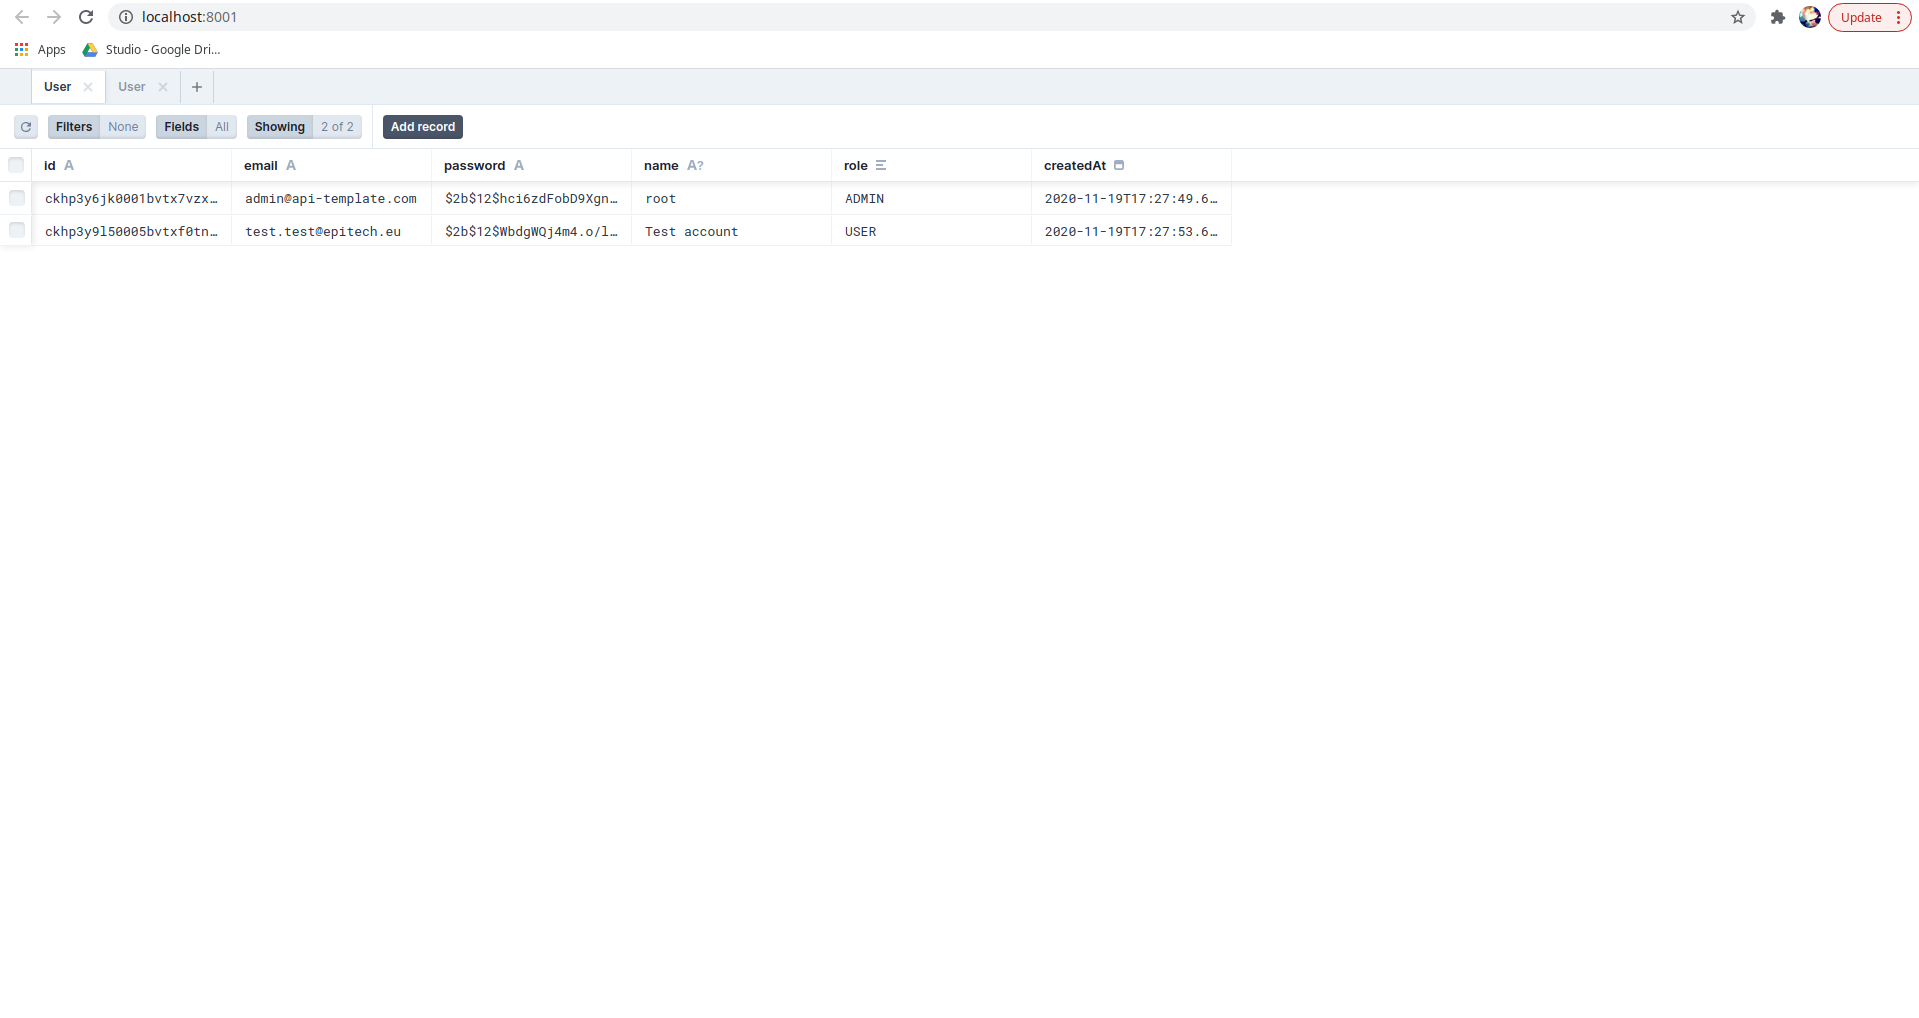 localhost:8001
Update
Apps
Studio - Google Dri...
User
User
Filters None Fields All Showing 2 of 2 Add record
id A email A password A name A? role createdAt
ckhp3y6jk0001bvtx7vzx… admin@api-template.com $2b$12$hci6zdFobD9Xgn… root ADMIN 2020-11-19T17:27:49.6…
ckhp3y9l50005bvtxf0tn… test.test@epitech.eu $2b$12$WbdgWQj4m4.o/l… Test account USER 2020-11-19T17:27:53.6…